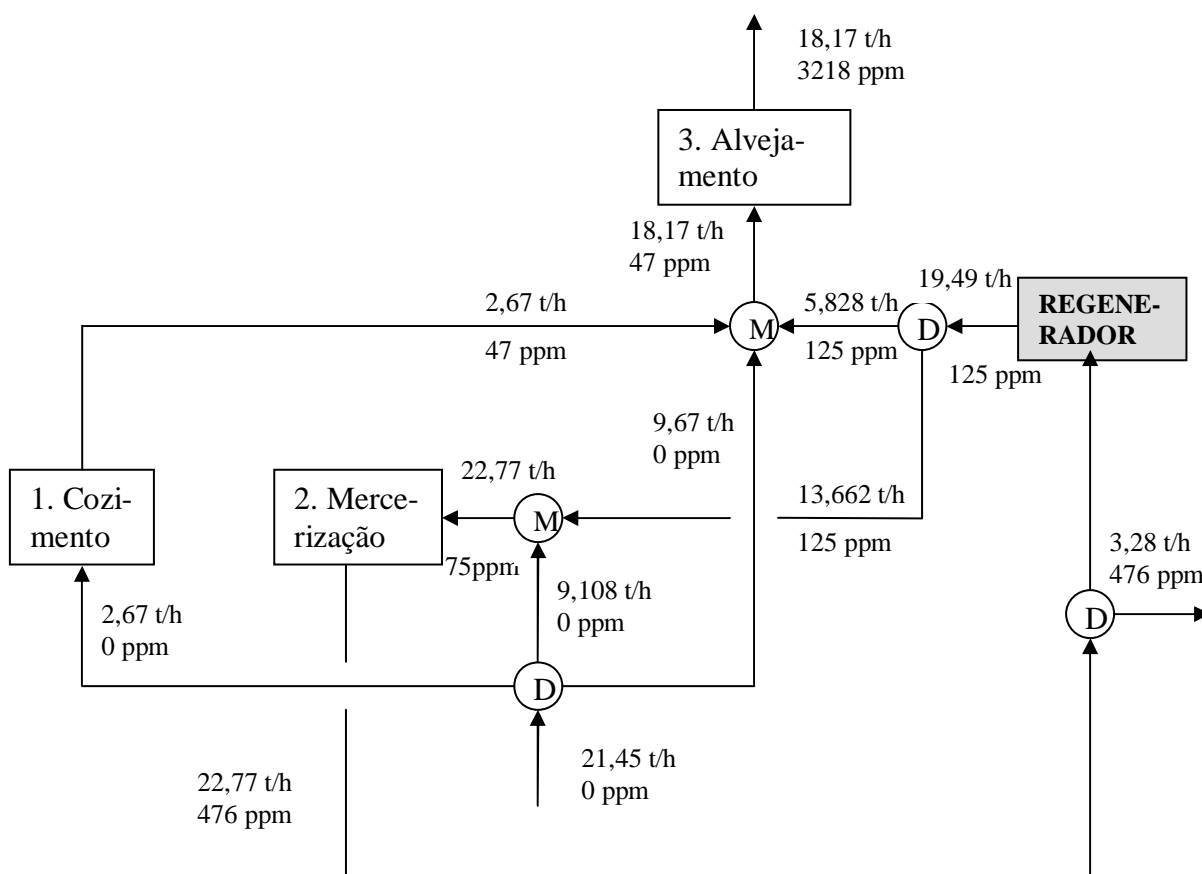 18,17 t/h
3218 ppm
3. Alveja-
mento
18,17 t/h
47 ppm
19,49 t/h
REGENE-
RADOR
2,67 t/h
5,828 t/h
M
D
47 ppm
125 ppm
125 ppm
9,67 t/h
0 ppm
1. Cozi-
mento
2. Merce-
rização
22,77 t/h
M
13,662 t/h
75ppm
125 ppm
3,28 t/h
476 ppm
D
2,67 t/h
0 ppm
9,108 t/h
0 ppm
D
21,45 t/h
0 ppm
22,77 t/h
476 ppm